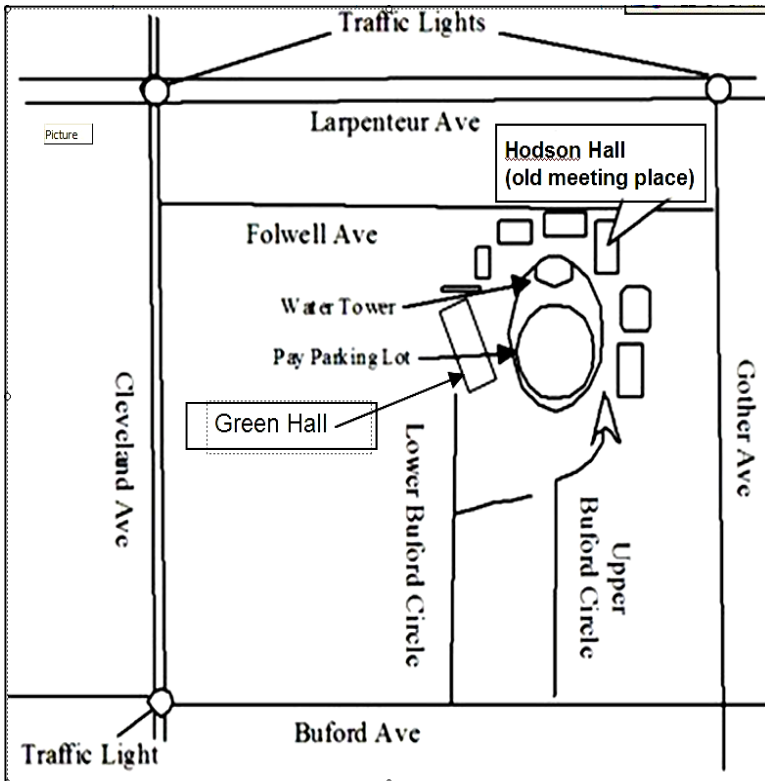 Traffic Lights
Larpenteur Ave
Picture
Hodson Hall
(old meeting place)
Folwell Ave
Water Tower
Pay Parking Lot
Green Hall
Cleveland Ave
Lower Buford Circle
Upper
Buford Circle
Gother Ave
Buford Ave
Traffic Light